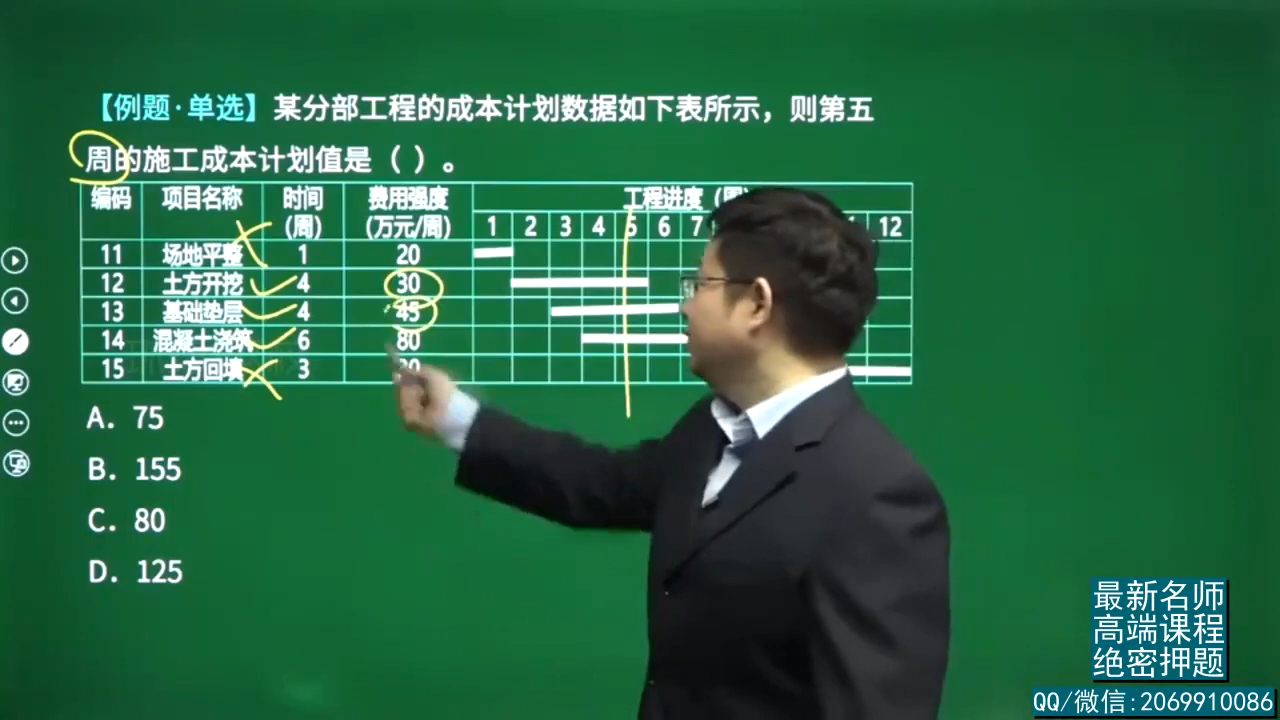 【例题·单选】某分部工程的成本计划数据如下表所示，则第五
周的施工成本计划值是（ ）。
编码 项目名称 时间 费用强度 工程进度（周）
(周) (万元/周) 1 2 3 4 5 6 7 12
11 场地平整 1 20
12 土方开挖 4 30
13 基础垫层 4 45
14 混凝土浇筑 6 80
15 土方回填 3
A. 75
B. 155
C. 80
D. 125
最新名师
高端课程
绝密押题
QQ/微信:2069910086